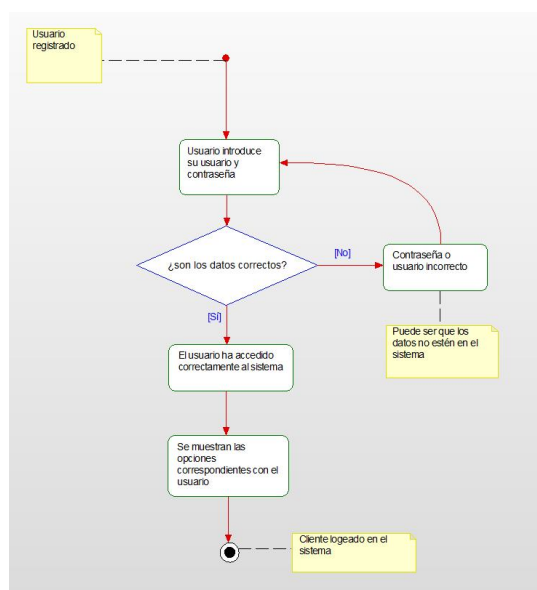 Usuario
registrado
Usuario introduce
su usuario y
contraseña
¿son los datos correctos?
[No]
Contraseña o
usuario incorrecto
Puede ser que los
datos no estén en el
sistema
[Sí]
El usuario ha accedido
correctamente al sistema
Se muestran las
opciones
correspondientes con el
usuario
Cliente logeado en el
sistema